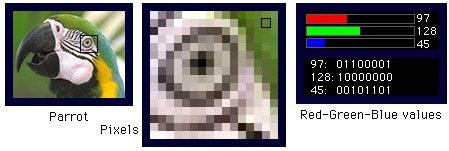 97
128
45
97: 01100001
128: 10000000
45: 00101101
Parrot
Pixels
Red-Green-Blue values